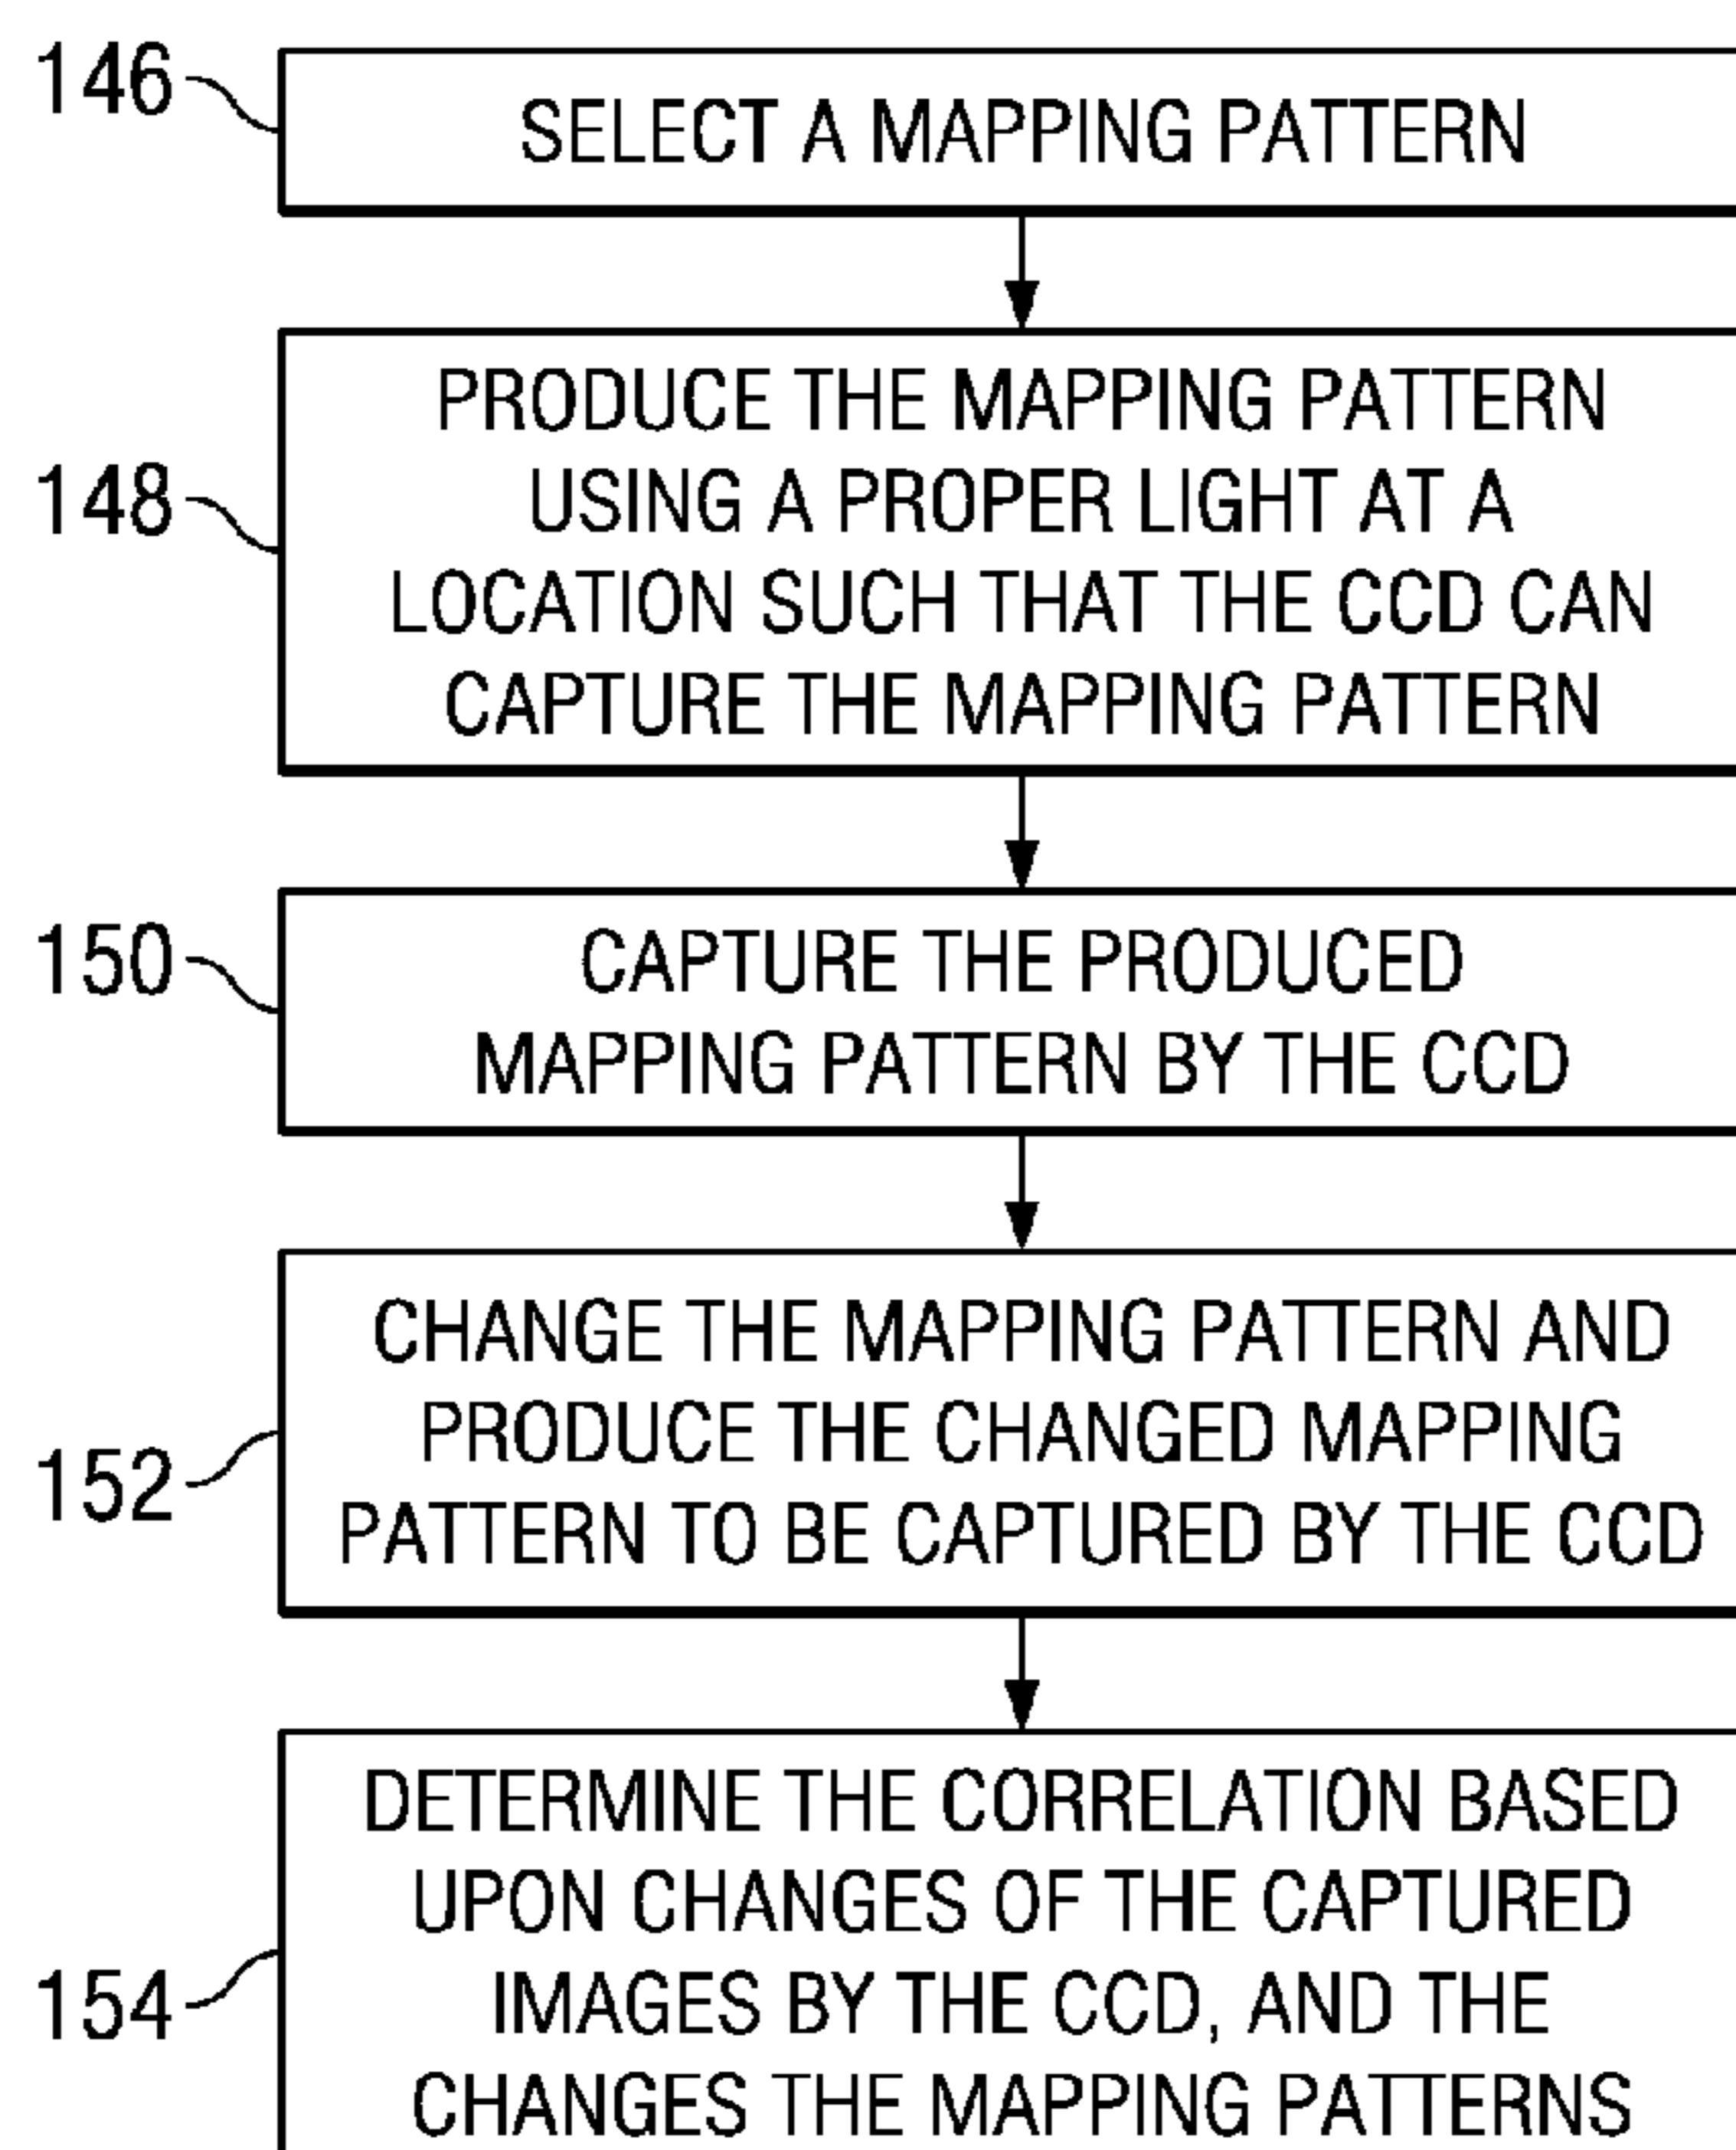 146
SELECT A MAPPING PATTERN
148
PRODUCE THE MAPPING PATTERN
USING A PROPER LIGHT AT A
LOCATION SUCH THAT THE CCD CAN
CAPTURE THE MAPPING PATTERN
150
CAPTURE THE PRODUCED
MAPPING PATTERN BY THE CCD
152
CHANGE THE MAPPING PATTERN AND
PRODUCE THE CHANGED MAPPING
PATTERN TO BE CAPTURED BY THE CCD
154
DETERMINE THE CORRELATION BASED
UPON CHANGES OF THE CAPTURED
IMAGES BY THE CCD, AND THE
CHANGES THE MAPPING PATTERNS